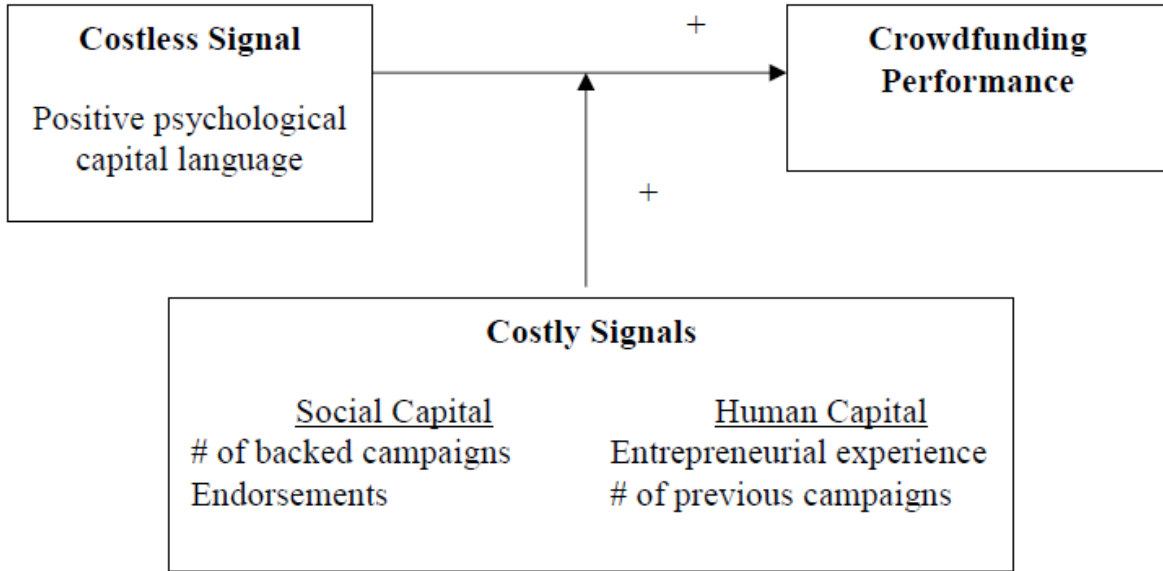 Costless Signal
Positive psychological
capital language
+
Crowdfunding
Performance
+
Costly Signals
Social Capital
# of backed campaigns
Endorsements
Human Capital
Entrepreneurial experience
# of previous campaigns